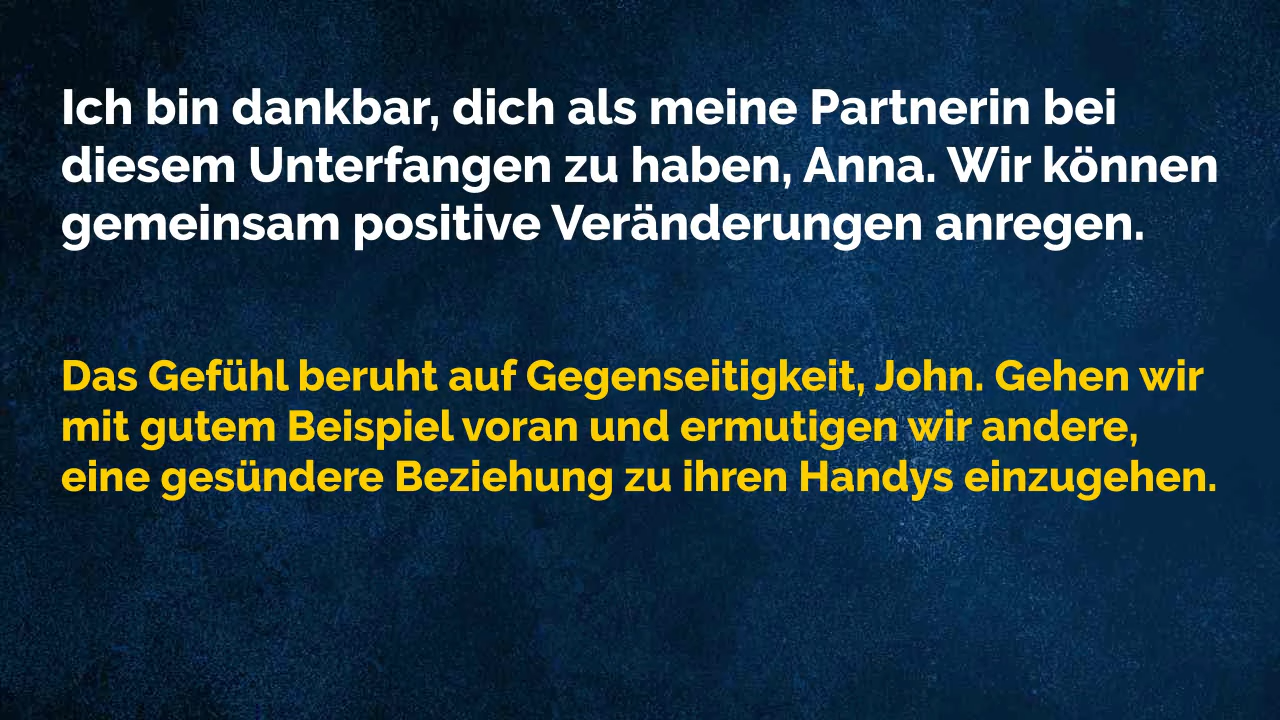 Ich bin dankbar, dich als meine Partnerin bei
diesem Unterfangen zu haben, Anna. Wir können
gemeinsam positive Veränderungen anregen.
Das Gefühl beruht auf Gegenseitigkeit, John. Gehen wir
mit gutem Beispiel voran und ermutigen wir andere,
eine gesündere Beziehung zu ihren Handys einzugehen.